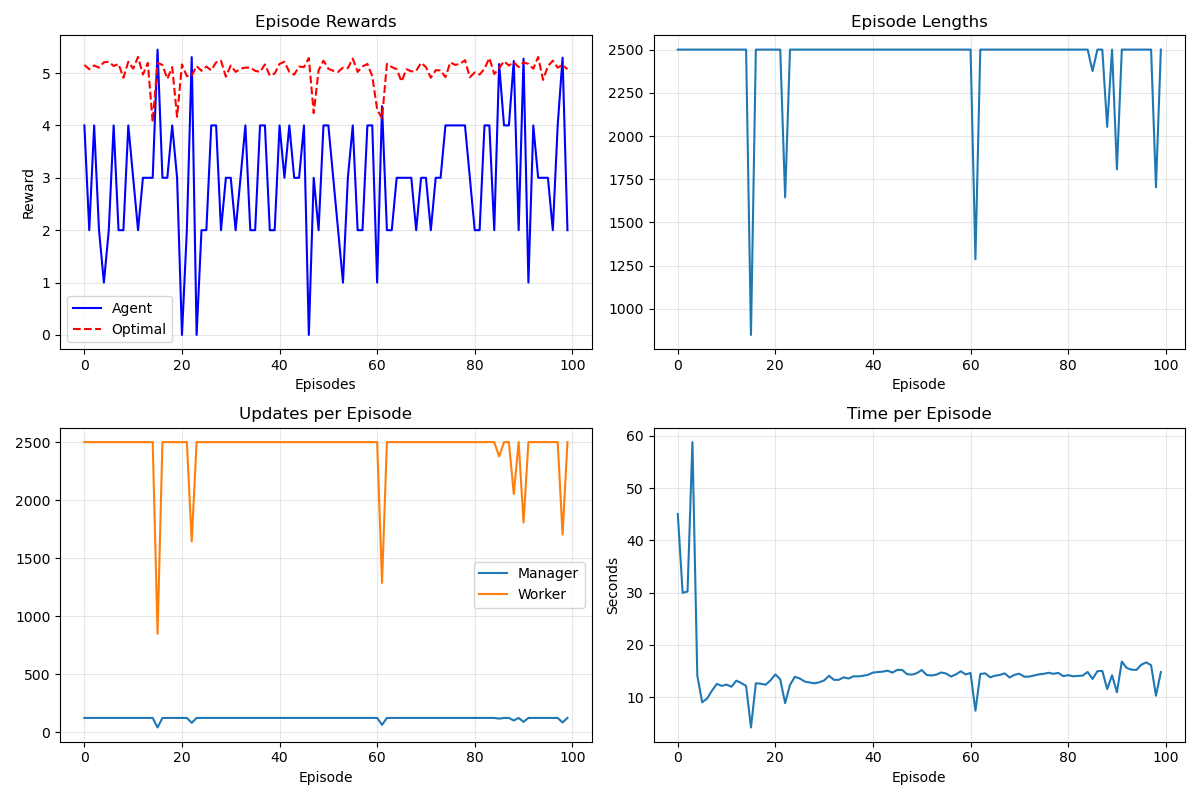 Episode Rewards
Reward
5
4
3
2
1
0
Agent
Optimal
0 20 40 60 80 100
Episodes
Episode Lengths
2500
2250
2000
1750
1500
1250
1000
0 20 40 60 80 100
Episode
Updates per Episode
2500
2000
1500
1000
500
0
Manager
Worker
0 20 40 60 80 100
Episode
Time per Episode
Seconds
60
50
40
30
20
10
0 20 40 60 80 100
Episode